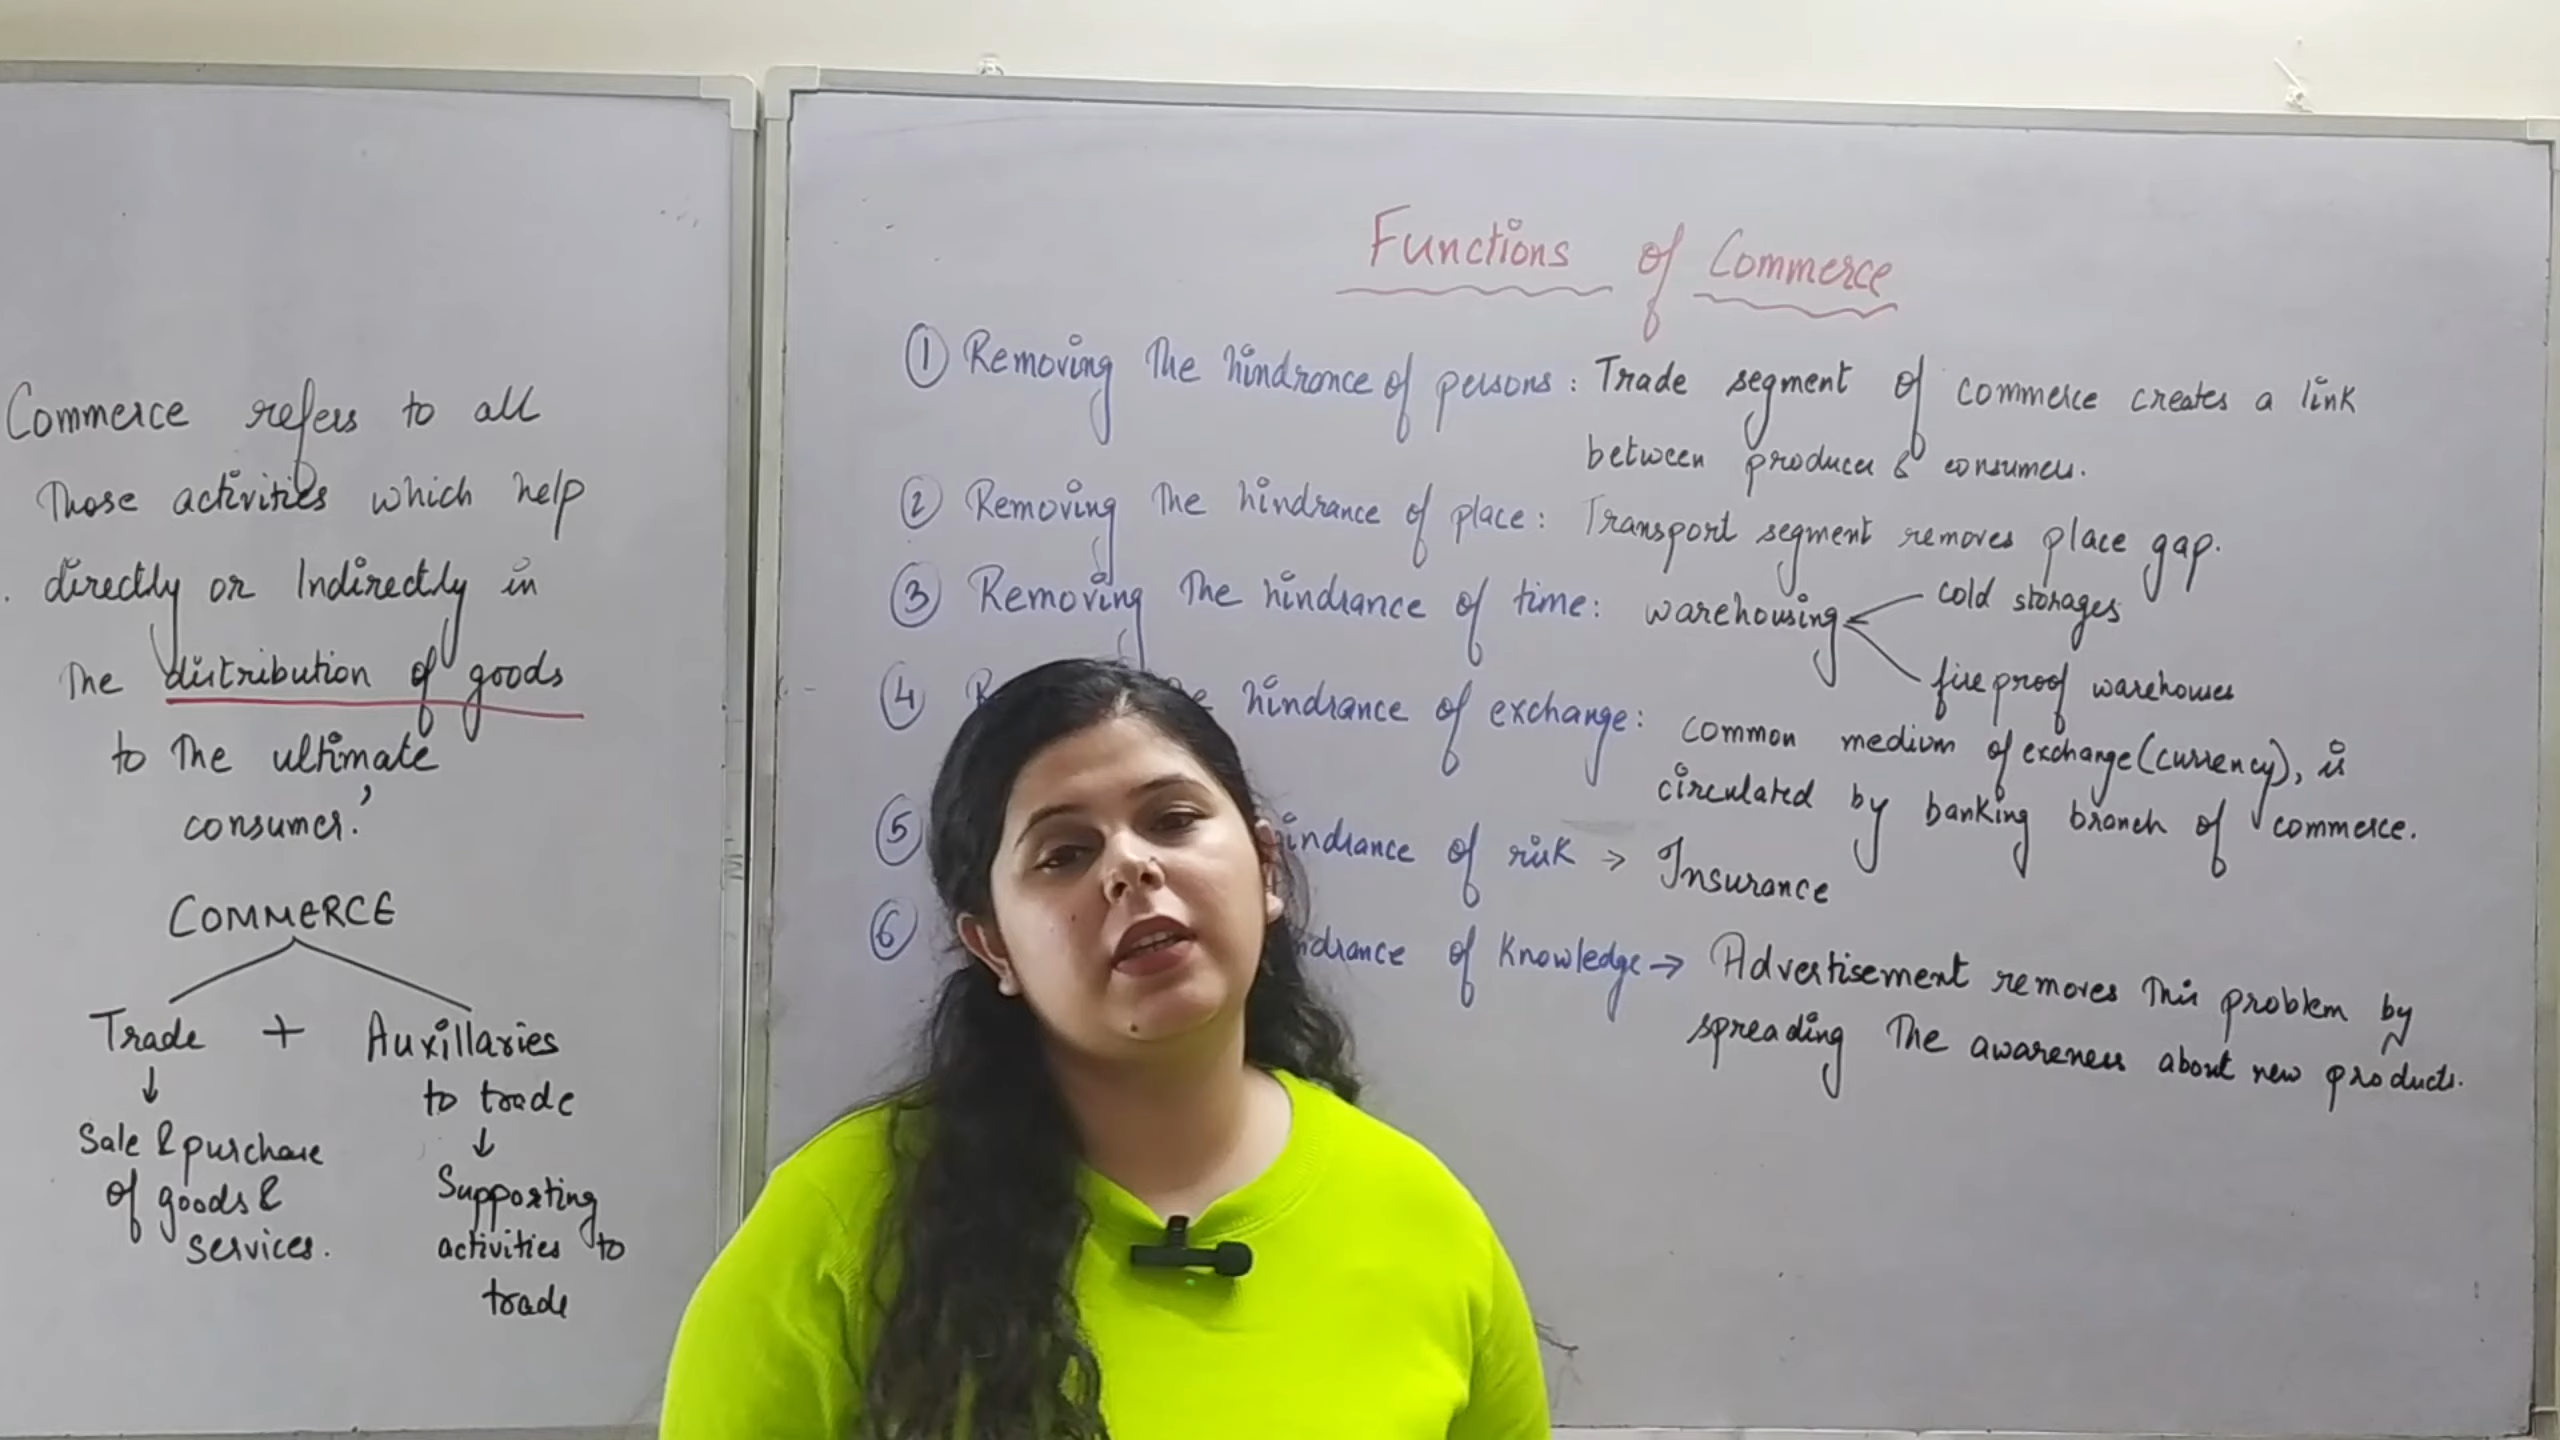 Commerce refers to all
Those activities which help
directly or Indirectly in
The distribution of goods
to The ultimate
consumer.’
COMMERCE
Trade + Auxillaries
to trade
↓ ↓
Sale & purchase
of goods &
services.
Supporting
activities to
trade
Functions of Commerce
① Removing The hindrance of persons : Trade segment of commerce creates a link
between producer & consumer.
② Removing The hindrance of place : Transport segment removes place gap.
③ Removing The hindrance of time : warehousing
cold storages
fire proof warehouses
④ hindrance of exchange : common medium of exchange (currency), is
circulated by banking branch of commerce.
⑤ hindrance of risk → Insurance
⑥ of Knowledge → Advertisement removes This problem by
spreading The awareness about new products.